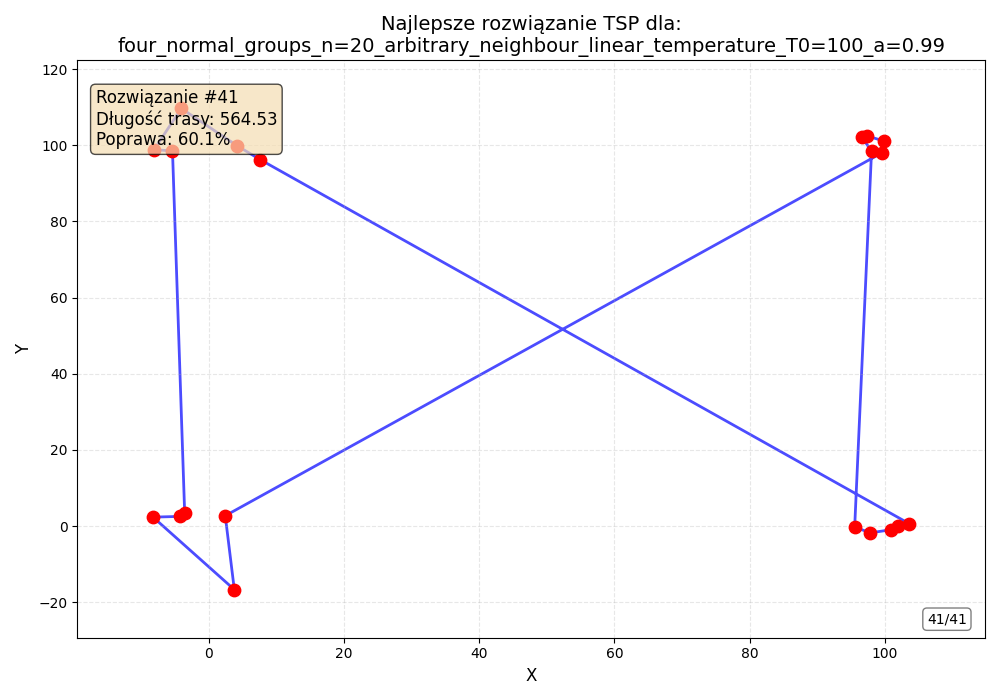 Najlepsze rozwiązanie TSP dla:
four_normal_groups_n=20_arbitrary_neighbour_linear_temperature_T0=100_a=0.99
Rozwiązanie #41
Długość trasy: 564.53
Poprawa: 60.1%
120
100
80
60
40
20
0
−20
Y
0
20
40
60
80
100
X
41/41